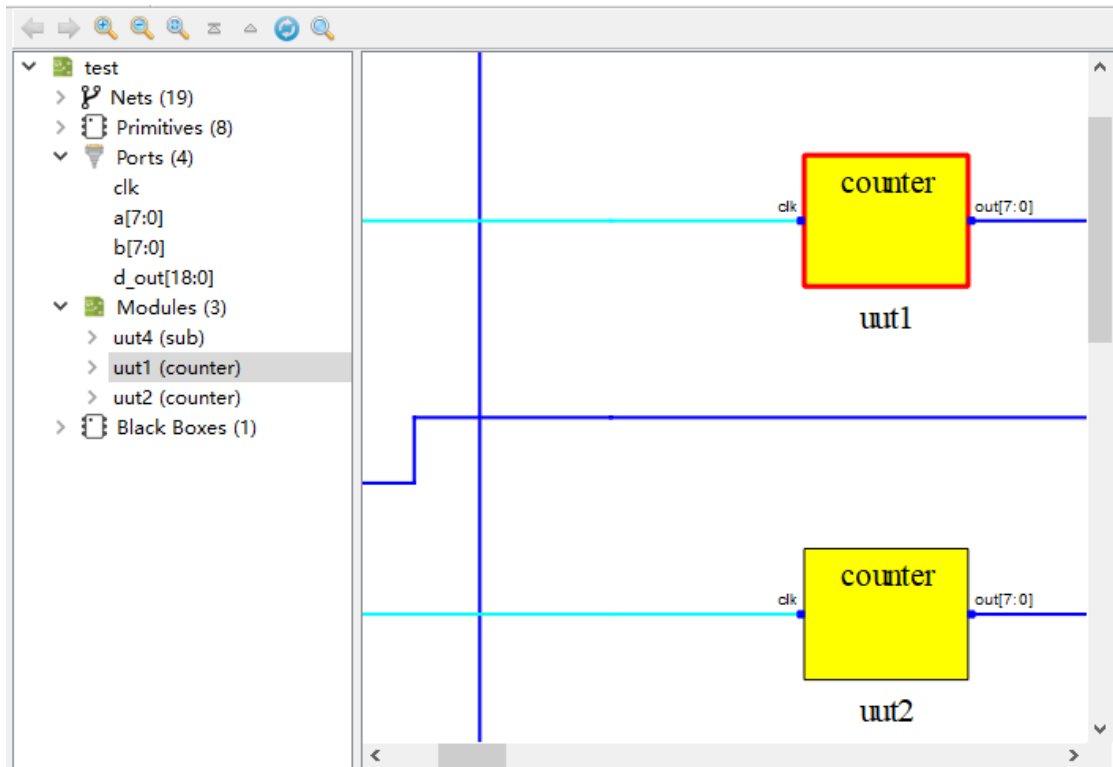 test
Nets (19)
Primitives (8)
Ports (4)
clk
a[7:0]
b[7:0]
d_out[18:0]
Modules (3)
uut4 (sub)
uut1 (counter)
uut2 (counter)
Black Boxes (1)
counter
clk
out[7:0]
uut1
counter
clk
out[7:0]
uut2